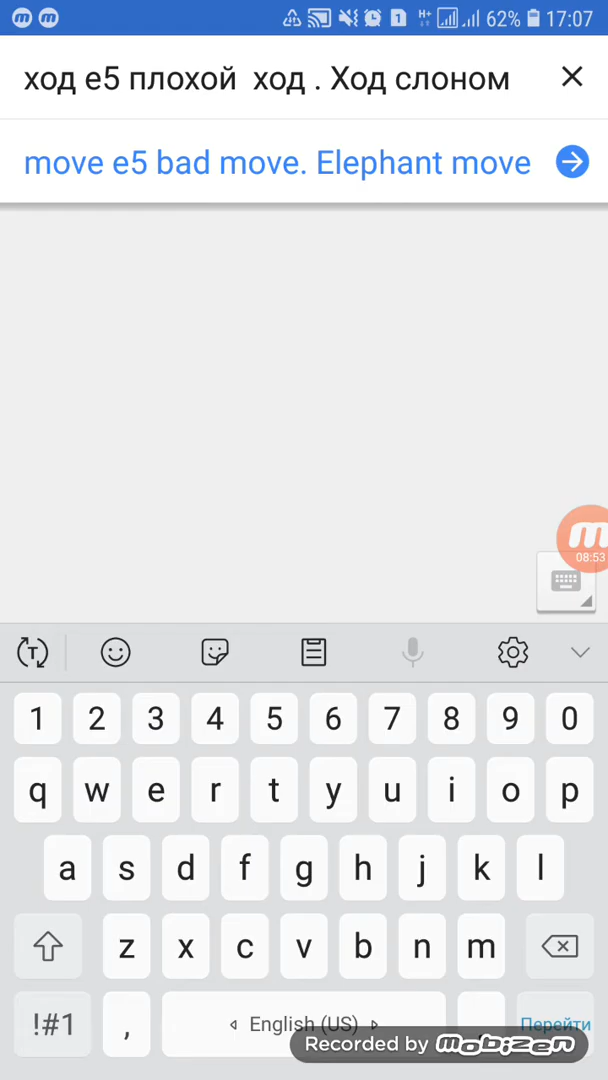 62% 17:07
ход e5 плохой ход . Ход слоном
move e5 bad move. Elephant move
08:53
1 2 3 4 5 6 7 8 9 0
q w e r t y u i o p
a s d f g h j k l
z x c v b n m
!#1 , English (US) Перейти
Recorded by mobizen